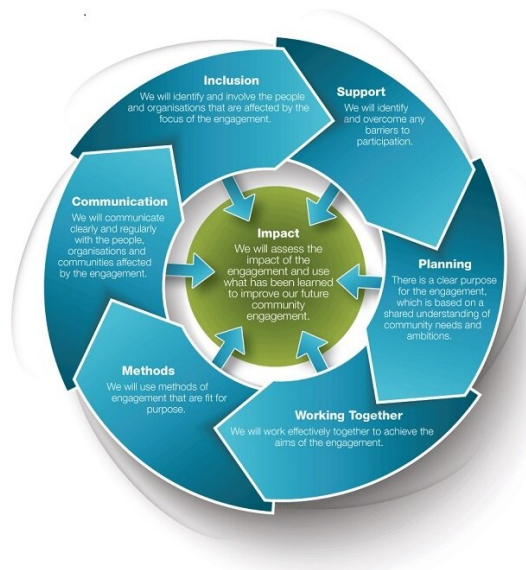 Inclusion
We will identify and involve the people
and organisations that are affected by the
focus of the engagement.
Support
We will identify
and overcome any
barriers to
participation.
Planning
There is a clear purpose
for the engagement,
which is based on a
shared understanding of
community needs and
ambitions.
Working Together
We will work effectively together to achieve the
aims of the engagement.
Methods
We will use methods of
engagement that are fit for
purpose.
Communication
We will communicate
clearly and regularly
with the people,
organisations and
communities affected
by the engagement.
Impact
We will assess the
impact of the
engagement and use
what has been learned
to improve our future
community
engagement.